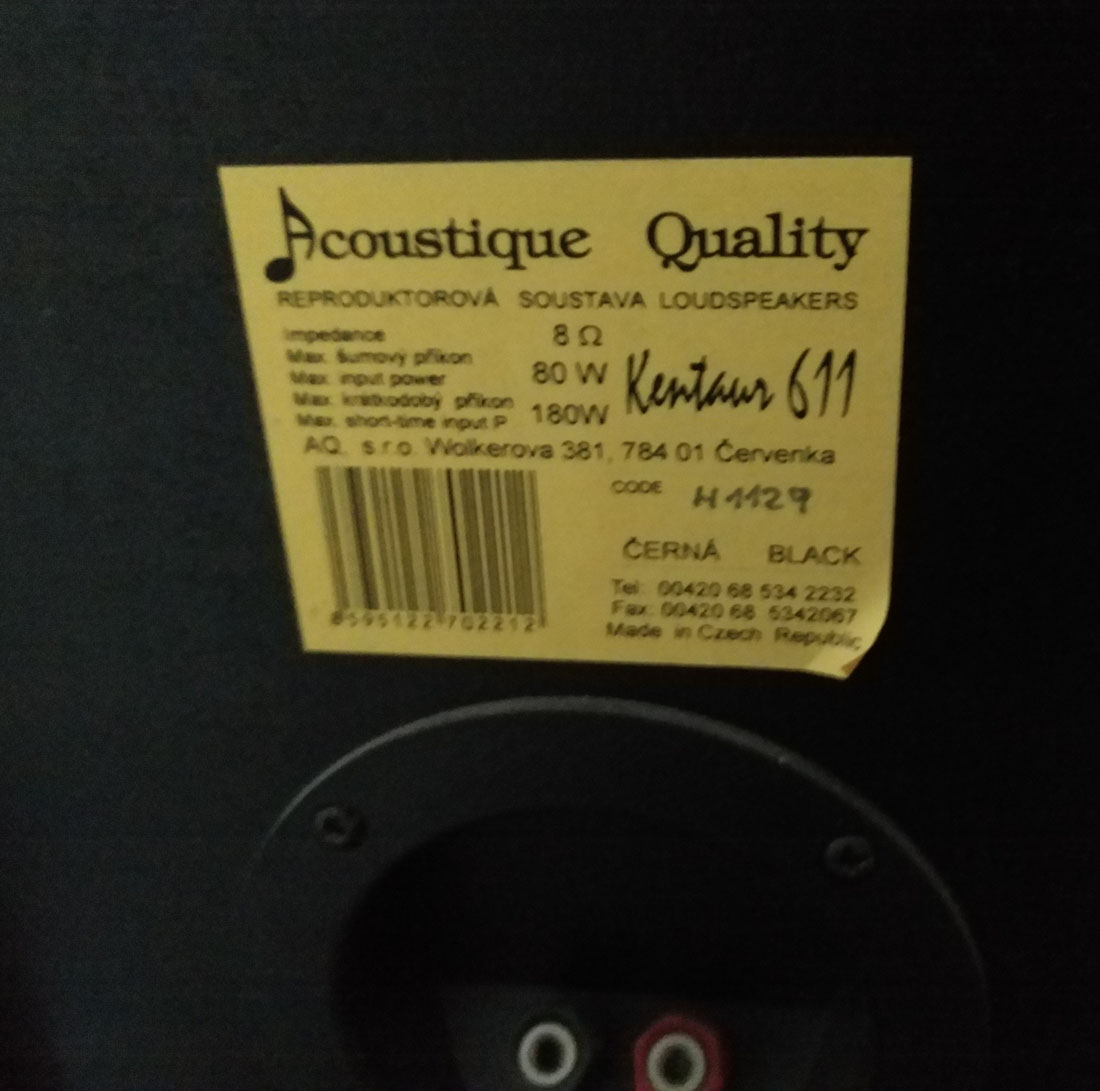 Acoustique Quality
REPRODUKTOROVÁ SOUSTAVA LOUDSPEAKERS
Impedance 8 Ω
Max. šumový příkon
Max. input power 80 W
Kentaur 611
Max. krátkodobý příkon
Max. short-time input P 180W
AQ, s.r.o. Wolkerova 381, 784 01 Červenka
CODE H1129
ČERNÁ BLACK
Tel: 00420 68 534 2232
Fax: 00420 68 5342067
Made in Czech Republic
8595122702212